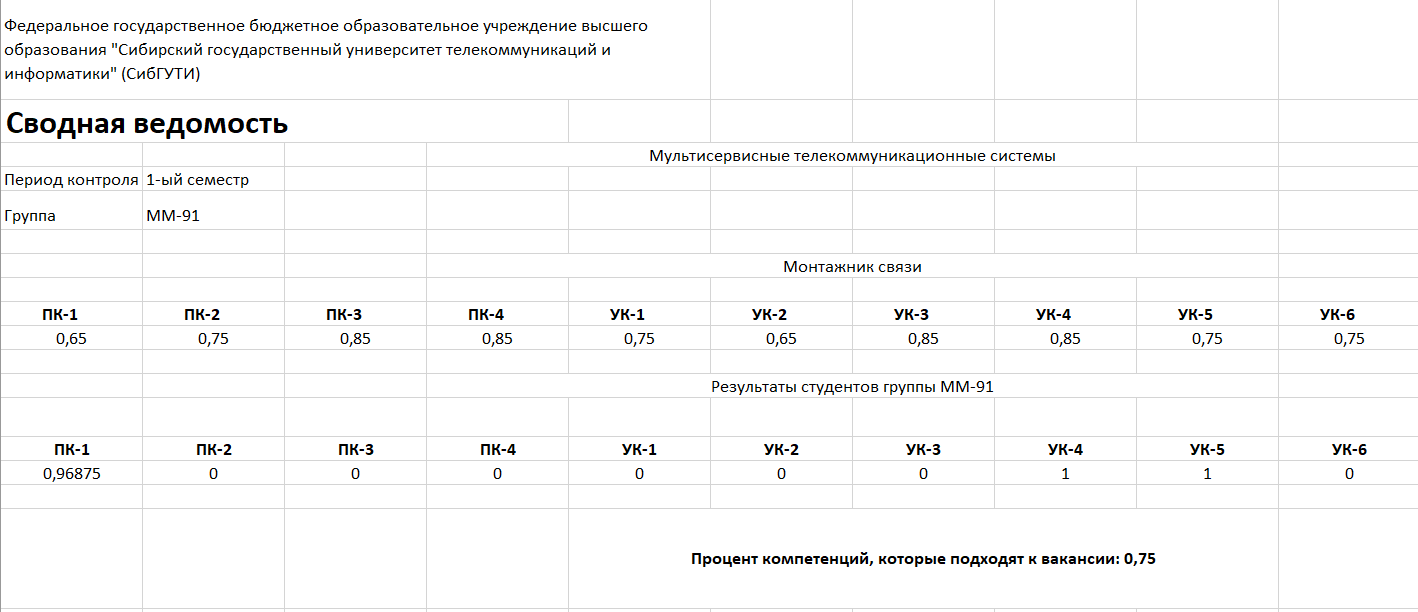 Федеральное государственное бюджетное образовательное учреждение высшего
образования "Сибирский государственный университет телекоммуникаций и
информатики" (СибГУТИ)
Сводная ведомость
Мультисервисные телекоммуникационные системы
Период контроля 1-ый семестр
Группа ММ-91
Монтажник связи
ПК-1 ПК-2 ПК-3 ПК-4 УК-1 УК-2 УК-3 УК-4 УК-5 УК-6
0,65 0,75 0,85 0,85 0,75 0,65 0,85 0,85 0,75 0,75
Результаты студентов группы ММ-91
ПК-1 ПК-2 ПК-3 ПК-4 УК-1 УК-2 УК-3 УК-4 УК-5 УК-6
0,96875 0 0 0 0 0 0 1 1 0
Процент компетенций, которые подходят к вакансии: 0,75